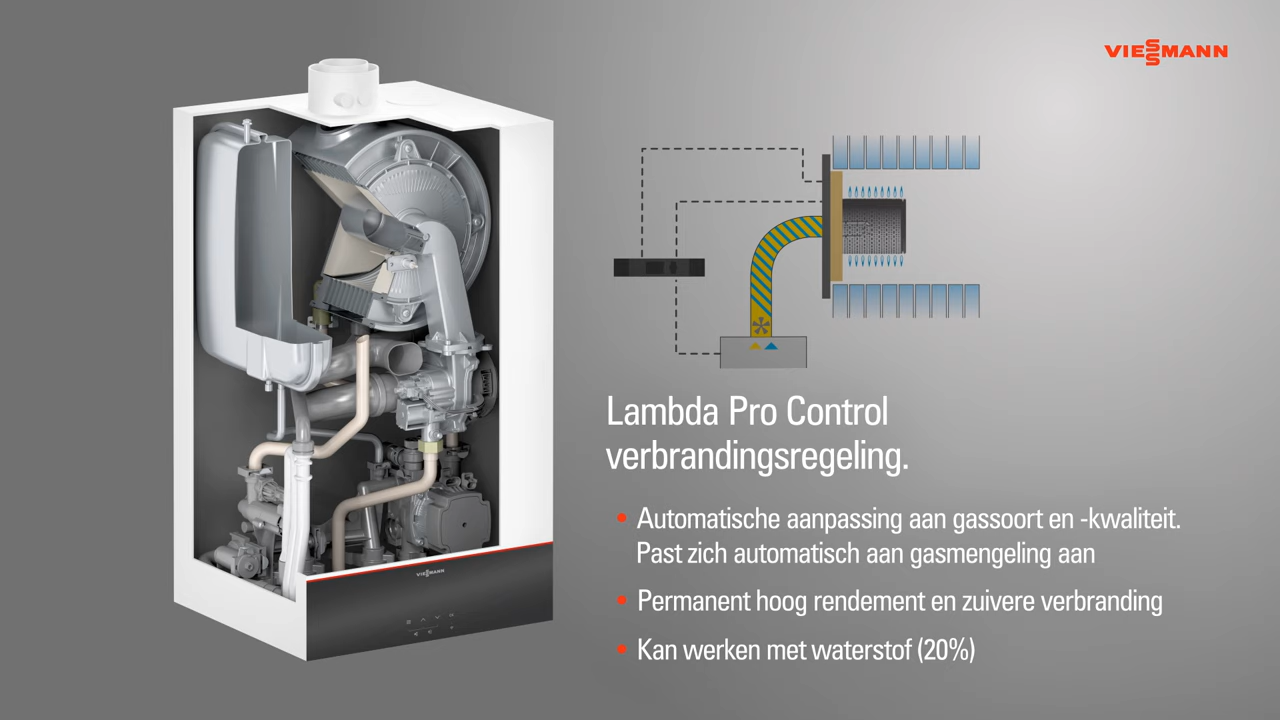 VIESSMANN
Lambda Pro Control
verbrandingsregeling.
• Automatische aanpassing aan gassoort en -kwaliteit.
Past zich automatisch aan gasmengeling aan
• Permanent hoog rendement en zuivere verbranding
• Kan werken met waterstof (20%)
VIESSMANN